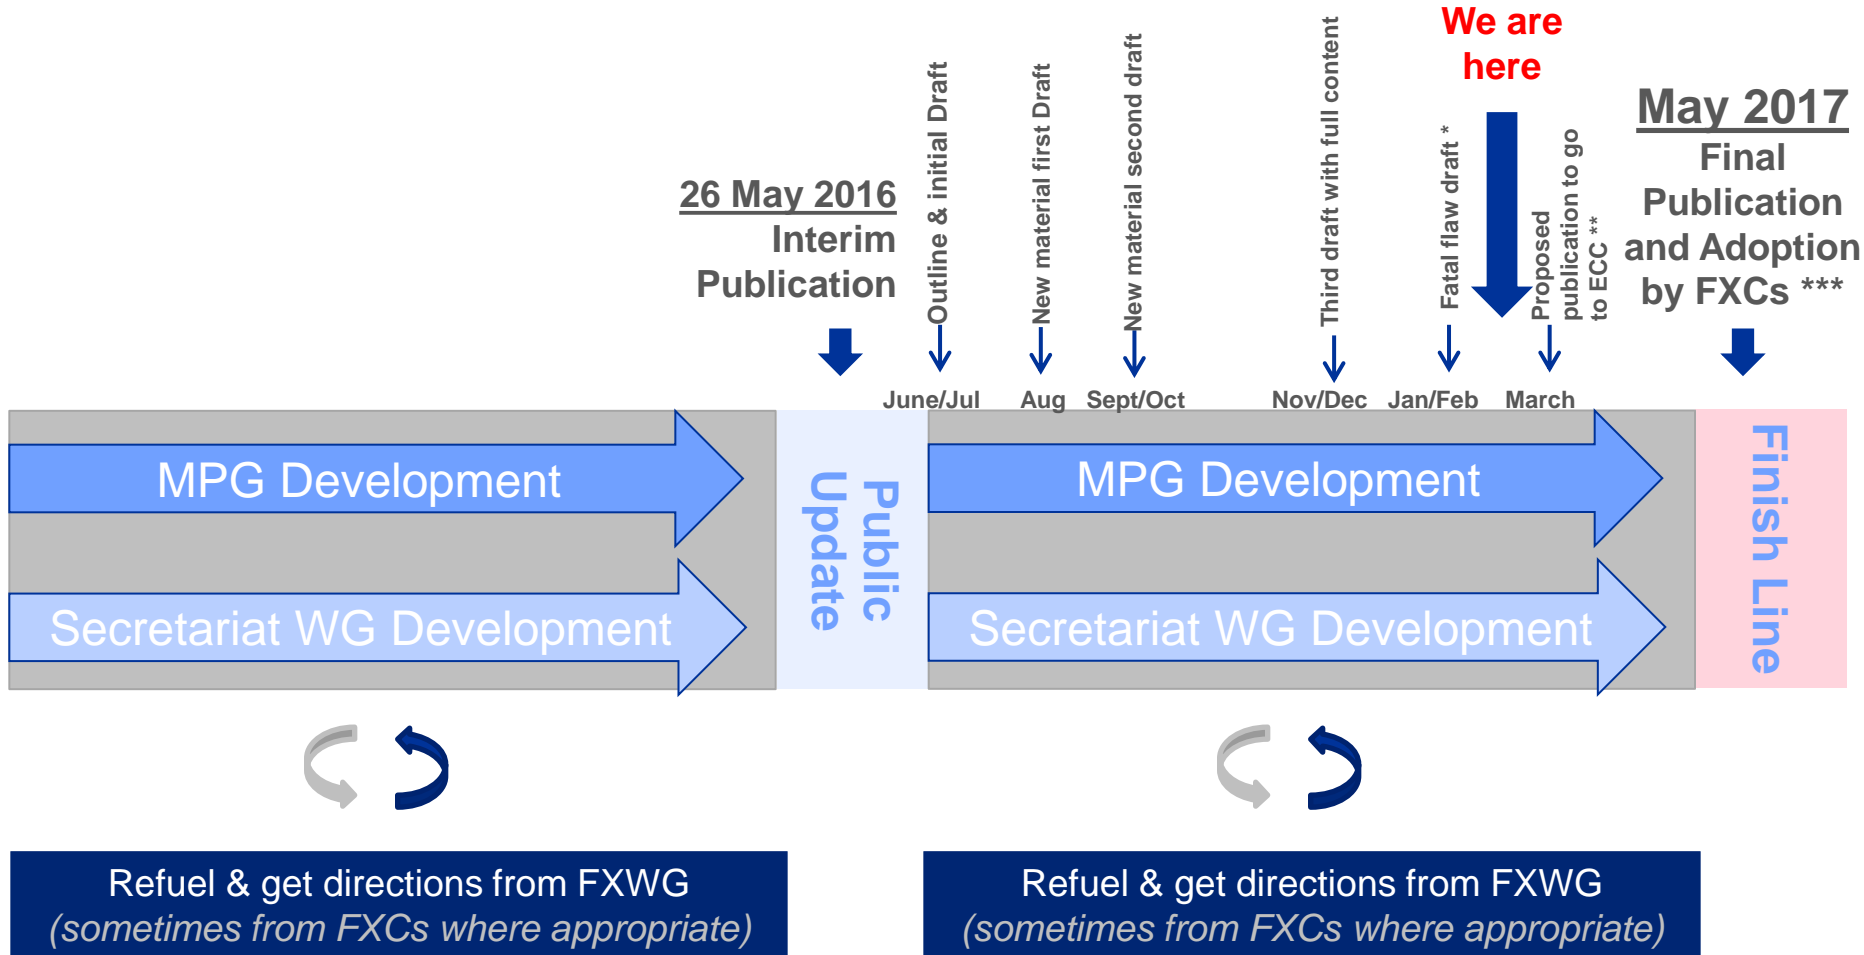 We are
here
May 2017
Final
Publication
and Adoption
by FXCs ***
26 May 2016
Interim
Publication
Outline & initial Draft
New material first Draft
New material second draft
Third draft with full content
Fatal flaw draft *
Proposed
publication to go
to ECC **
June/Jul
Aug
Sept/Oct
Nov/Dec
Jan/Feb
March
MPG Development
Secretariat WG Development
Public
Update
MPG Development
Secretariat WG Development
Finish Line
Refuel & get directions from FXWG
(sometimes from FXCs where appropriate)
Refuel & get directions from FXWG
(sometimes from FXCs where appropriate)